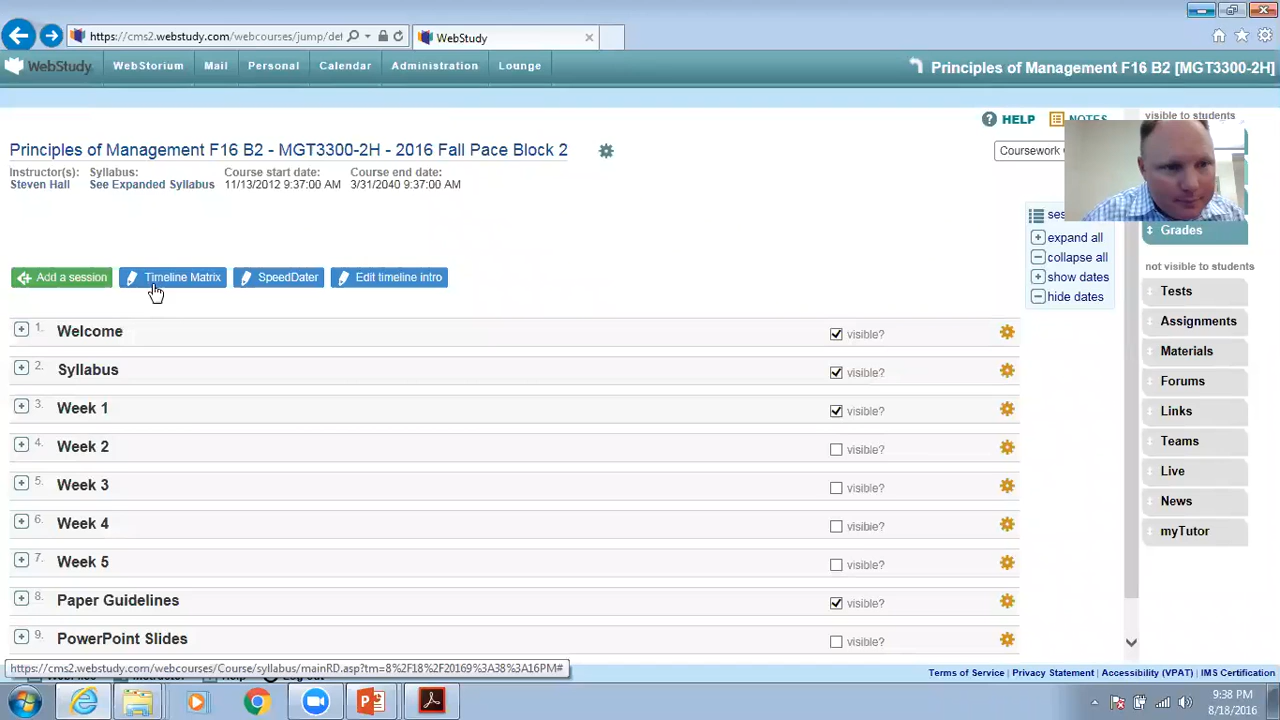 https://cms2.webstudy.com/webcourses/jump/det
WebStudy
WebStudy
WebStorium
Mail
Personal
Calendar
Administration
Lounge
Principles of Management F16 B2 [MGT3300-2H]
HELP
NOTES
visible to students
Principles of Management F16 B2 - MGT3300-2H - 2016 Fall Pace Block 2
Coursework
Instructor(s):
Steven Hall
Syllabus:
See Expanded Syllabus
Course start date:
11/13/2012 9:37:00 AM
Course end date:
3/31/2040 9:37:00 AM
expand all
collapse all
show dates
hide dates
Grades
not visible to students
Tests
Assignments
Materials
Forums
Links
Teams
Live
News
myTutor
Add a session
Timeline Matrix
SpeedDater
Edit timeline intro
1. Welcome visible?
2. Syllabus visible?
3. Week 1 visible?
4. Week 2 visible?
5. Week 3 visible?
6. Week 4 visible?
7. Week 5 visible?
8. Paper Guidelines visible?
9. PowerPoint Slides visible?
https://cms2.webstudy.com/webcourses/Course/syllabus/mainRD.asp?tm=8%2F18%2F20169%3A38%3A16PM#
Terms of Service | Privacy Statement | Accessibility (VPAT) | IMS Certification
9:38 PM
8/18/2016